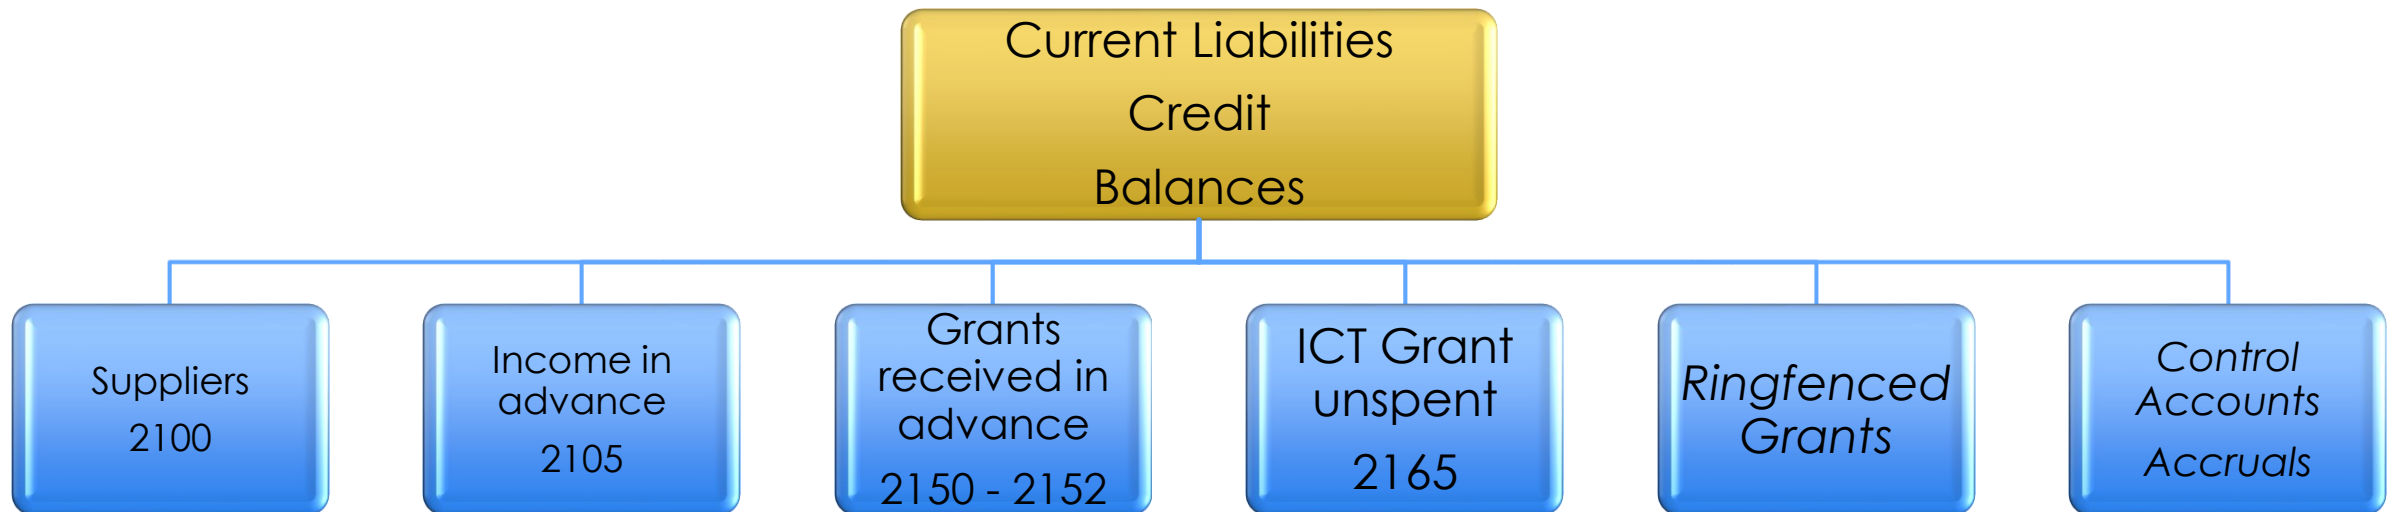 Current Liabilities
Credit
Balances
Suppliers
2100
Income in
advance
2105
Grants
received in
advance
2150 - 2152
ICT Grant
unspent
2165
Ringfenced
Grants
Control
Accounts
Accruals